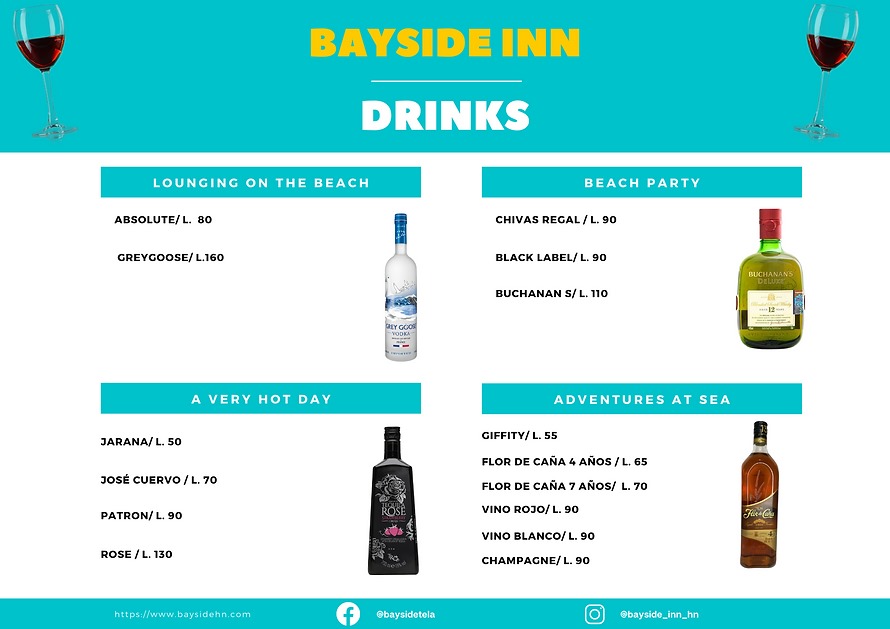 BAYSIDE INN
DRINKS
LOUNGING ON THE BEACH
ABSOLUTE/ L. 80
GREYGOOSE/ L.160
GREY GOOSE
VODKA
BEACH PARTY
CHIVAS REGAL / L. 90
BLACK LABEL/ L. 90
BUCHANAN S/ L. 110
BUCHANAN'S
DELUXE
12
A VERY HOT DAY
JARANA/ L. 50
JOSÉ CUERVO / L. 70
PATRON/ L. 90
ROSE / L. 130
TEQUILA
ROSE
ADVENTURES AT SEA
GIFFITY/ L. 55
FLOR DE CAÑA 4 AÑOS / L. 65
FLOR DE CAÑA 7 AÑOS/ L. 70
VINO ROJO/ L. 90
VINO BLANCO/ L. 90
CHAMPAGNE/ L. 90
Flor de Caña
4
https://www.baysidehn.com
@baysidetela
@bayside_inn_hn